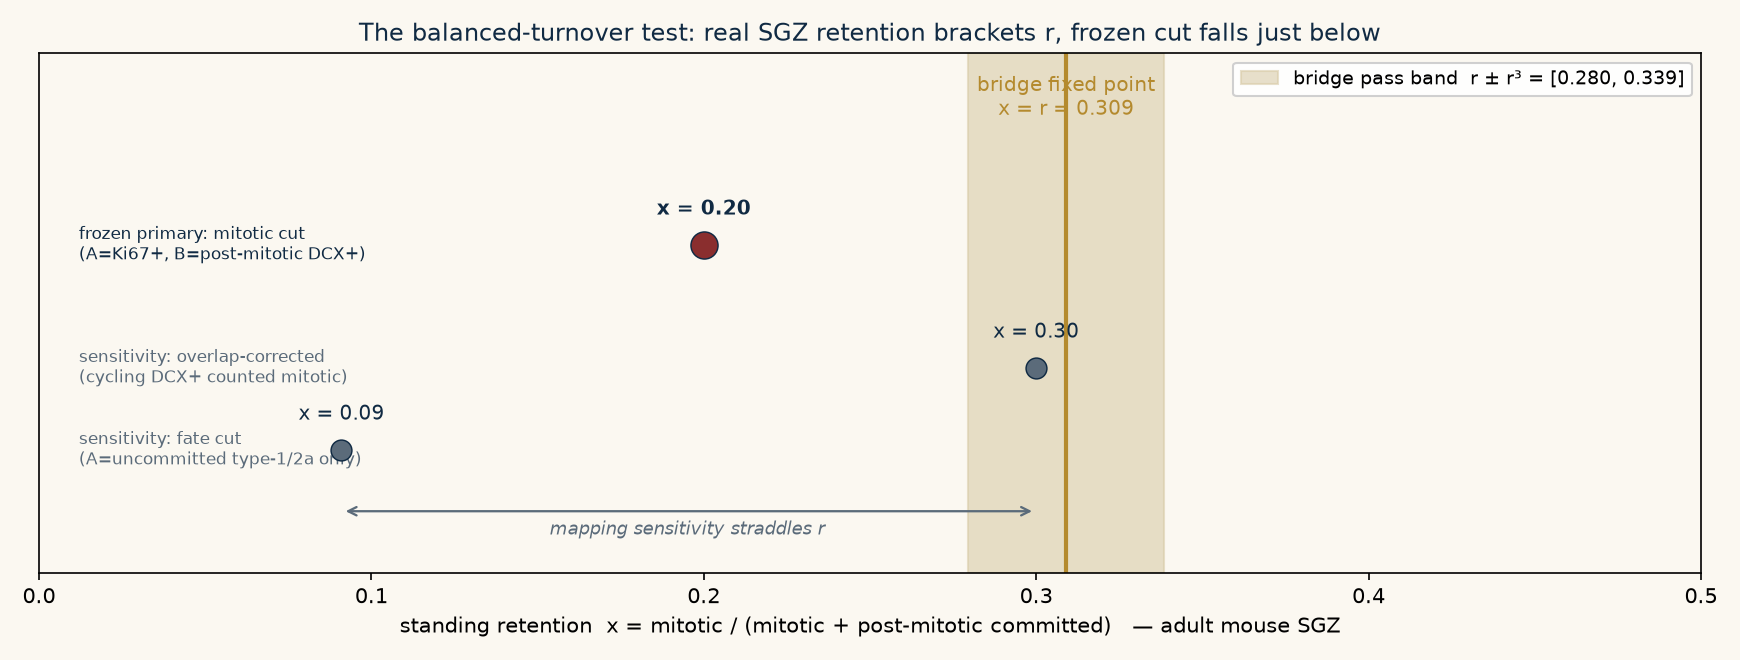 The balanced-turnover test: real SGZ retention brackets r, frozen cut falls just below
bridge pass band  r ± r³ = [0.280, 0.339]
bridge fixed point
x = r = 0.309
x = 0.20
frozen primary: mitotic cut
(A=Ki67+, B=post-mitotic DCX+)
x = 0.30
sensitivity: overlap-corrected
(cycling DCX+ counted mitotic)
x = 0.09
sensitivity: fate cut
(A=uncommitted type-1/2a only)
mapping sensitivity straddles r
0.0 0.1 0.2 0.3 0.4 0.5
standing retention  x = mitotic / (mitotic + post-mitotic committed)   — adult mouse SGZ